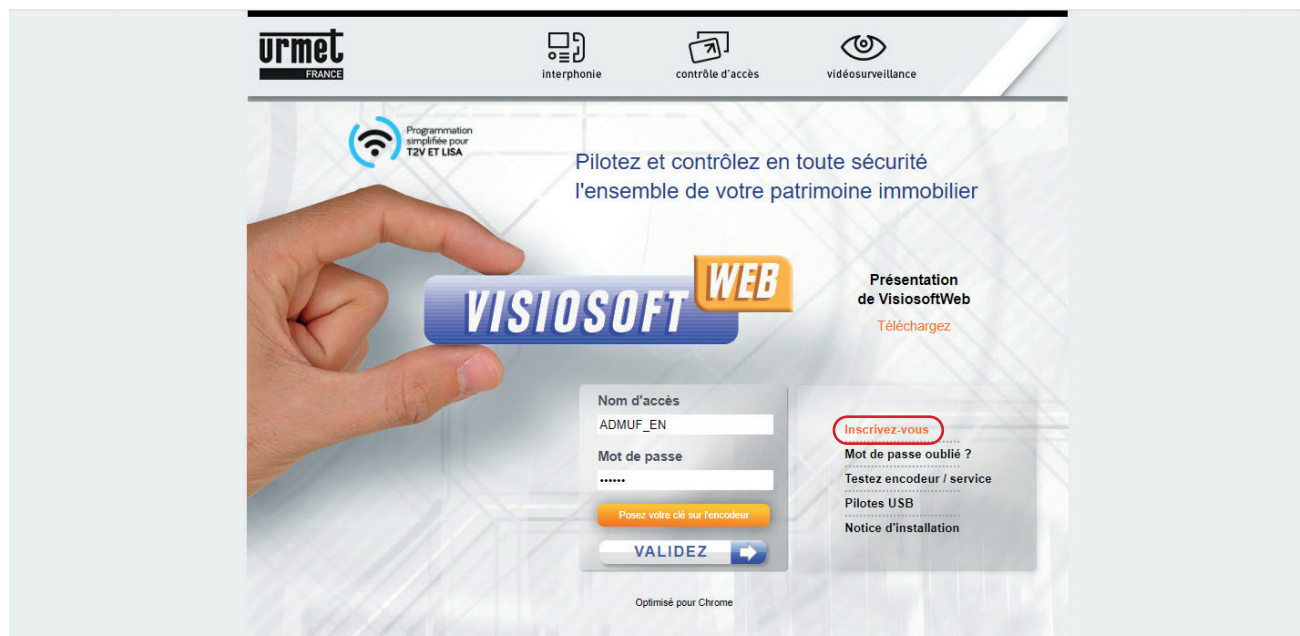 urmet
FRANCE
interphonie
contrôle d'accès
vidéosurveillance
Programmation
simplifiée pour
T2V ET LISA
Pilotez et contrôlez en toute sécurité
l'ensemble de votre patrimoine immobilier
VISIOSOFT WEB
Présentation
de VisiosoftWeb
Téléchargez
Nom d'accès
ADMUF_EN
Mot de passe
••••••
Posez votre clé sur l'encodeur
VALIDEZ
Inscrivez-vous
Mot de passe oublié ?
Testez encodeur / service
Pilotes USB
Notice d'installation
Optimisé pour Chrome